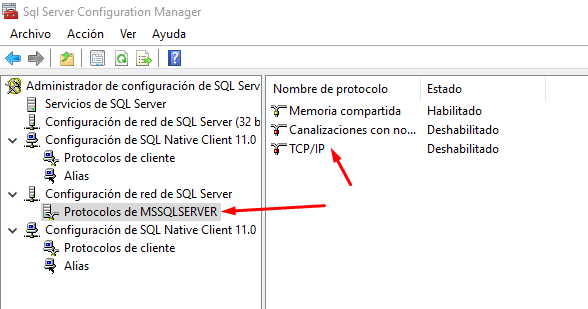 Sql Server Configuration Manager
Archivo Acción Ver Ayuda
Administrador de configuración de SQL Serv
Servicios de SQL Server
Configuración de red de SQL Server (32 b
Configuración de SQL Native Client 11.0
Protocolos de cliente
Alias
Configuración de red de SQL Server
Protocolos de MSSQLSERVER
Configuración de SQL Native Client 11.0
Protocolos de cliente
Alias
Nombre de protocolo Estado
Memoria compartida Habilitado
Canalizaciones con no... Deshabilitado
TCP/IP Deshabilitado